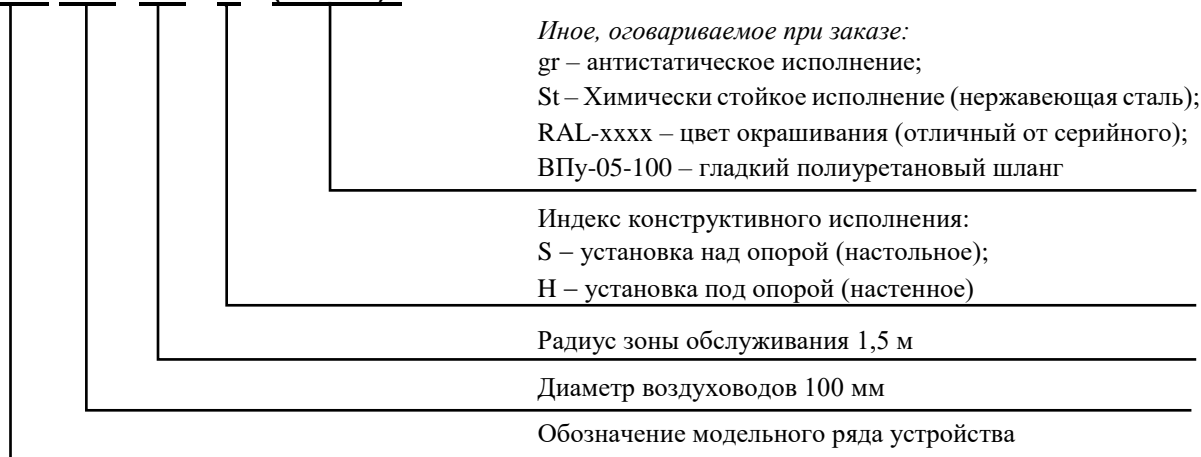 Иное, оговариваемое при заказе:
gr – антистатическое исполнение;
St – Химически стойкое исполнение (нержавеющая сталь);
RAL-xxxx – цвет окрашивания (отличный от серийного);
ВПу-05-100 – гладкий полиуретановый шланг
Индекс конструктивного исполнения:
S – установка над опорой (настольное);
H – установка под опорой (настенное)
Радиус зоны обслуживания 1,5 м
Диаметр воздуховодов 100 мм
Обозначение модельного ряда устройства